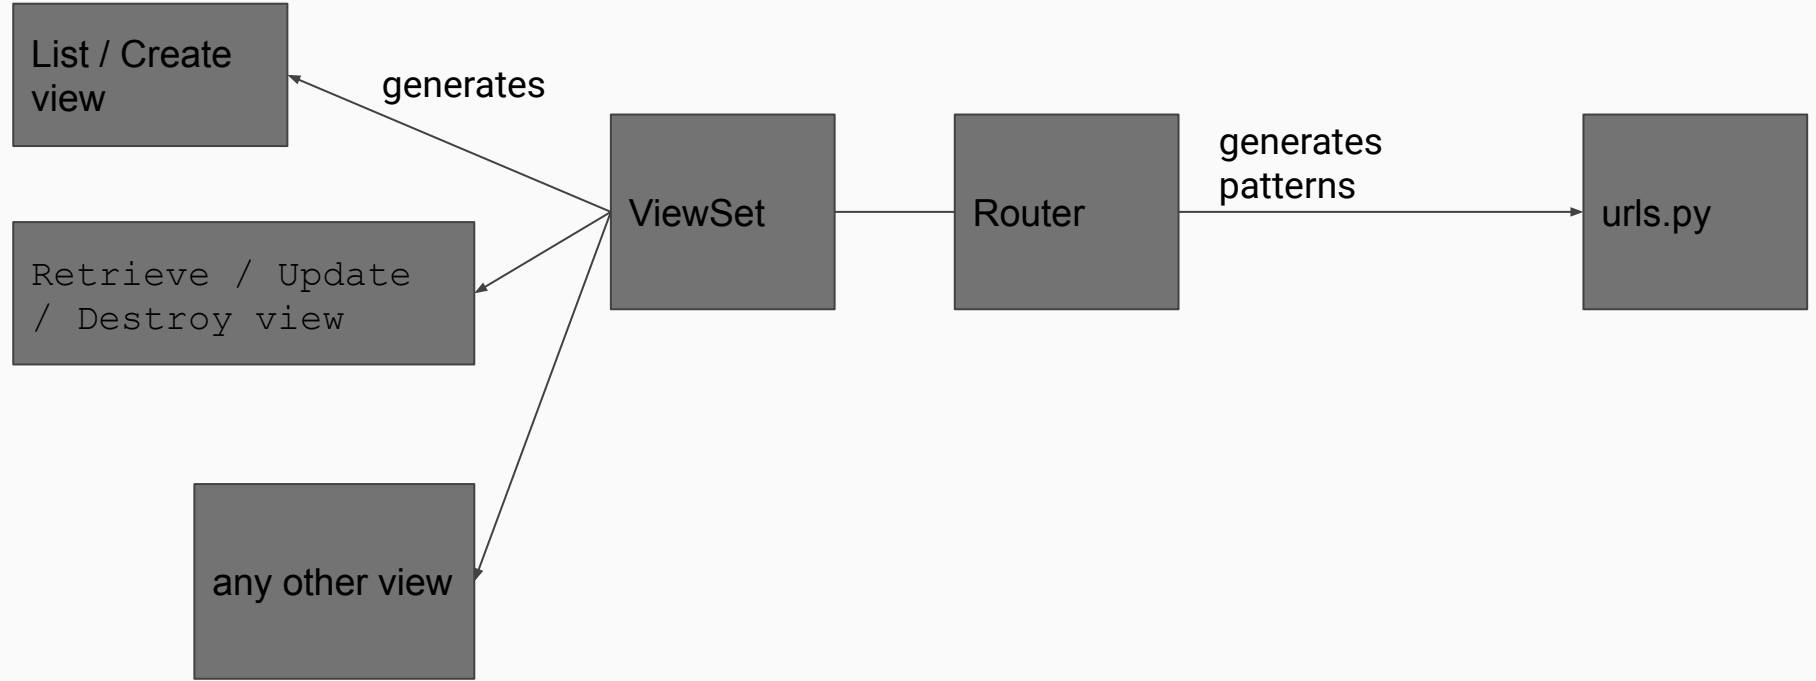 List / Create
view
generates
Retrieve / Update
/ Destroy view
any other view
ViewSet
Router
generates
patterns
urls.py